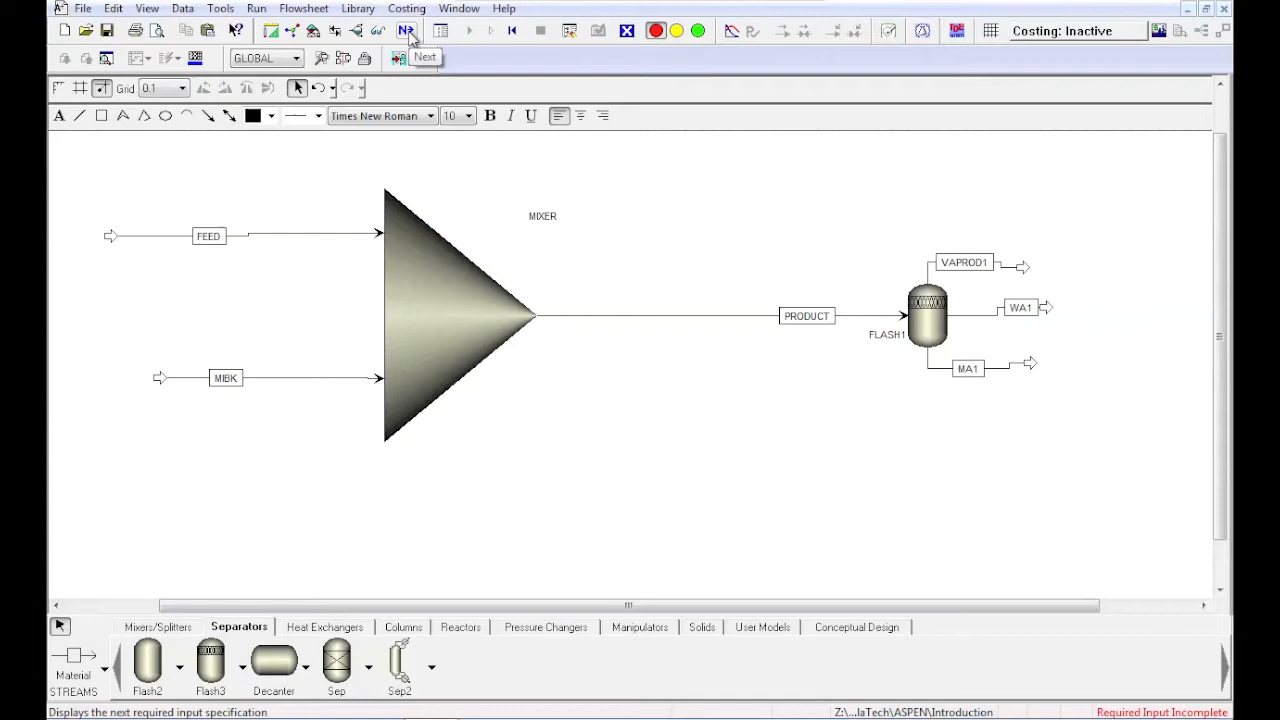 File Edit View Data Tools Run Flowsheet Library Costing Window Help
N> Costing: Inactive
GLOBAL Next
Grid 0.1
A Times New Roman 10 B I U
MIXER
FEED
VAPROD1
WA1
PRODUCT
FLASH1
MA1
MIBK
Mixers/Splitters Separators Heat Exchangers Columns Reactors Pressure Changers Manipulators Solids User Models Conceptual Design
Material
STREAMS Flash2 Flash3 Decanter Sep Sep2
Displays the next required input specification Z:\...laTech\ASPEN\Introduction Required Input Incomplete